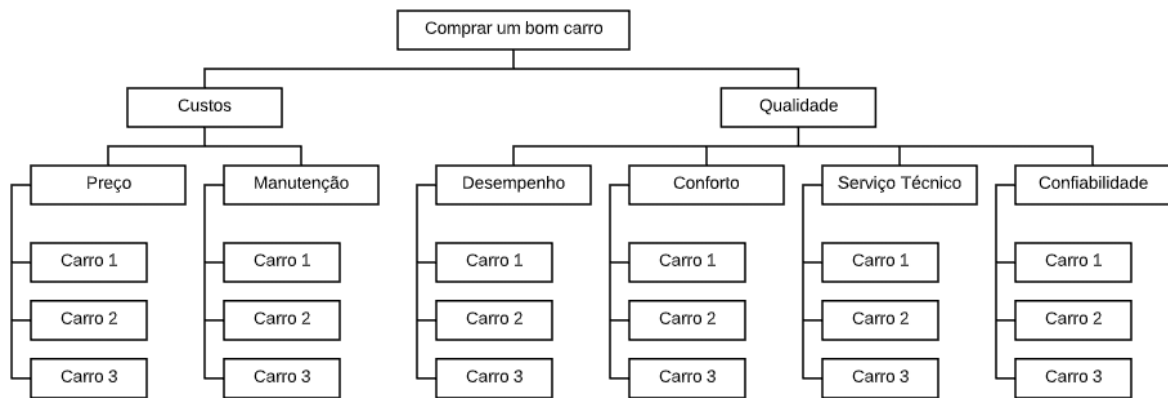 Comprar um bom carro
Custos
Qualidade
Preço
Manutenção
Desempenho
Conforto
Serviço Técnico
Confiabilidade
Carro 1
Carro 1
Carro 1
Carro 1
Carro 1
Carro 1
Carro 2
Carro 2
Carro 2
Carro 2
Carro 2
Carro 2
Carro 3
Carro 3
Carro 3
Carro 3
Carro 3
Carro 3